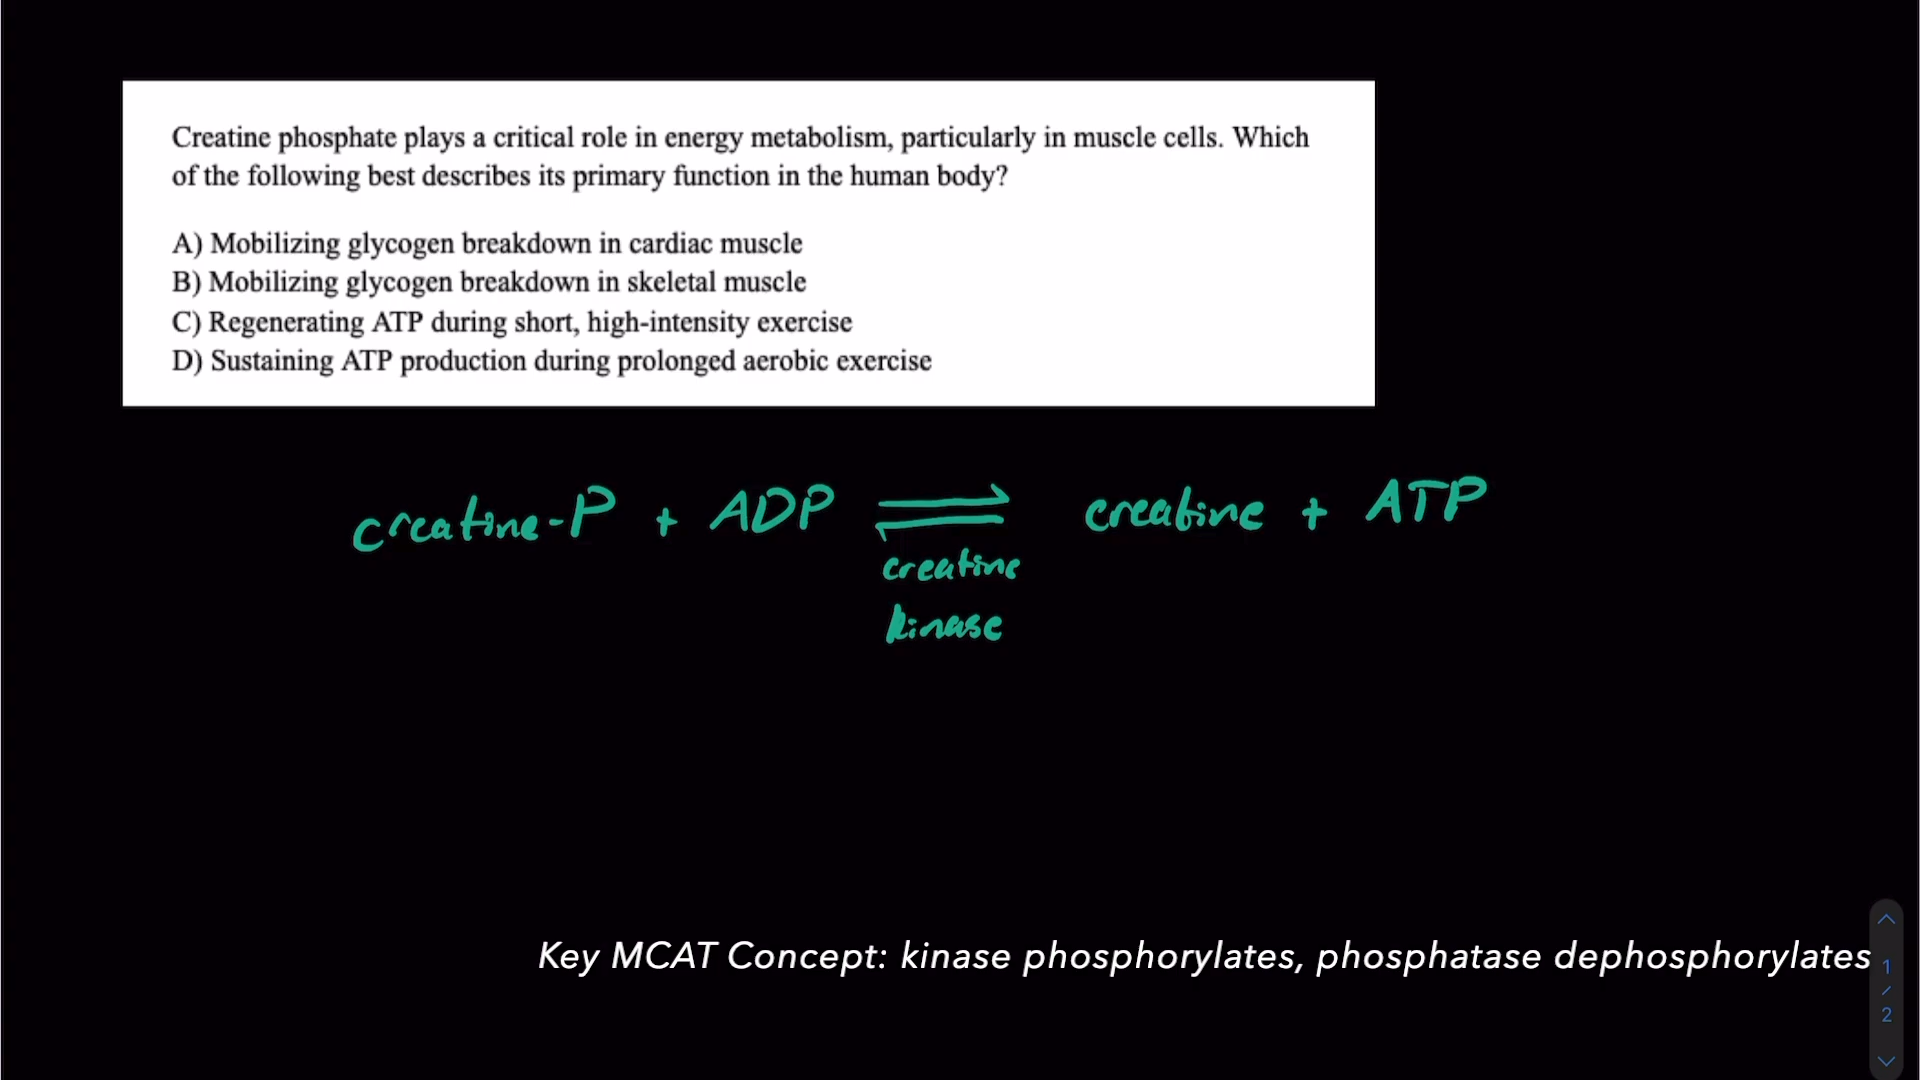 Creatine phosphate plays a critical role in energy metabolism, particularly in muscle cells. Which
of the following best describes its primary function in the human body?
A) Mobilizing glycogen breakdown in cardiac muscle
B) Mobilizing glycogen breakdown in skeletal muscle
C) Regenerating ATP during short, high-intensity exercise
D) Sustaining ATP production during prolonged aerobic exercise
creatine-P + ADP ⇌ creatine + ATP
creatine
kinase
Key MCAT Concept: kinase phosphorylates, phosphatase dephosphorylates
1
/
2